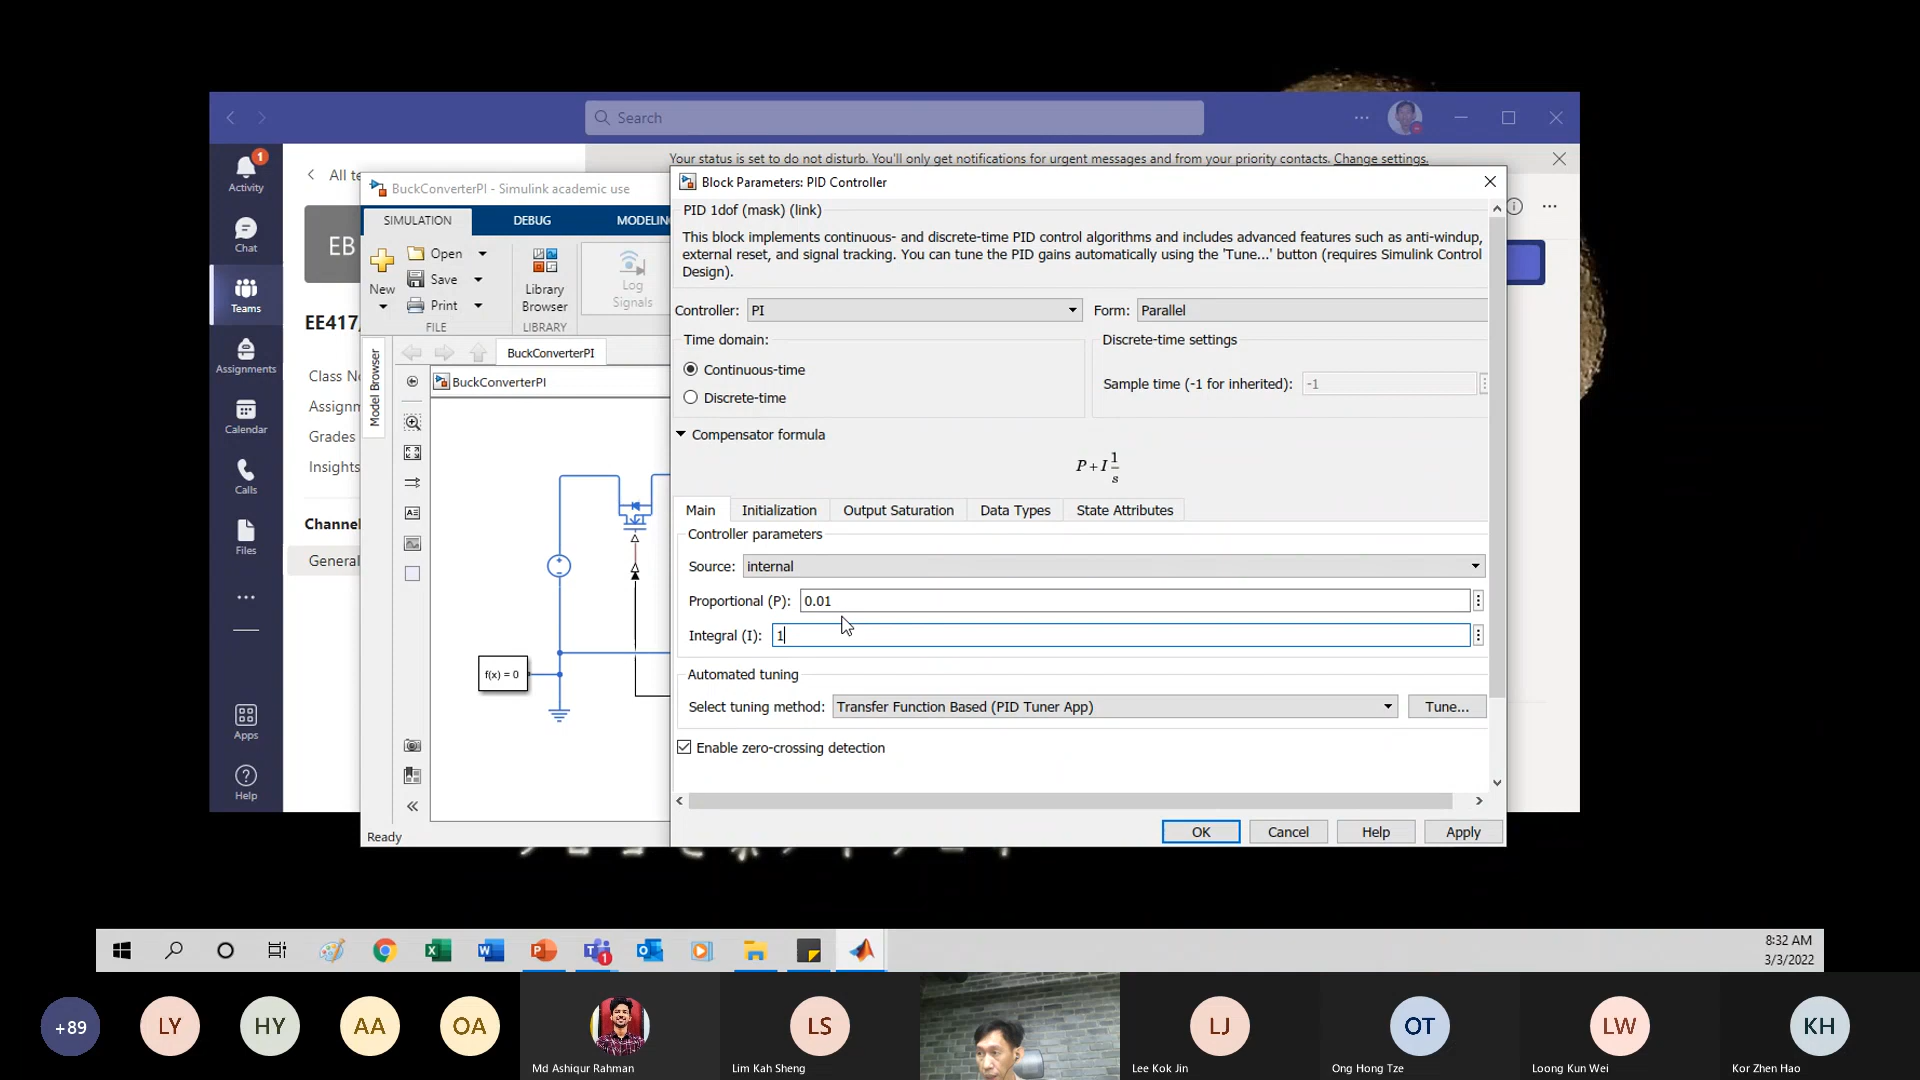 Search
Your status is set to do not disturb. You'll only get notifications for urgent messages and from your priority contacts. Change settings.
1
Activity
Chat
Teams
Assignments
Calendar
Calls
Files
Apps
Help
All te
EB
EE417
Class No
Assignm
Grades
Insights
Channel
General
BuckConverterPI - Simulink academic use
SIMULATION
DEBUG
MODELIN
New
Open
Save
Print
FILE
Library
Browser
LIBRARY
Log
Signals
BuckConverterPI
Model Browser
BuckConverterPI
f(x) = 0
Ready
Block Parameters: PID Controller
PID 1dof (mask) (link)
This block implements continuous- and discrete-time PID control algorithms and includes advanced features such as anti-windup,
external reset, and signal tracking. You can tune the PID gains automatically using the 'Tune...' button (requires Simulink Control
Design).
Controller: PI
Form: Parallel
Time domain:
Continuous-time
Discrete-time
Discrete-time settings
Sample time (-1 for inherited): -1
Compensator formula
P+I 1/s
Main
Initialization
Output Saturation
Data Types
State Attributes
Controller parameters
Source: internal
Proportional (P): 0.01
Integral (I): 1
Automated tuning
Select tuning method: Transfer Function Based (PID Tuner App)
Tune...
Enable zero-crossing detection
OK
Cancel
Help
Apply
1
8:32 AM
3/3/2022
+89
LY
HY
AA
OA
Md Ashiqur Rahman
LS
Lim Kah Sheng
LJ
Lee Kok Jin
OT
Ong Hong Tze
LW
Loong Kun Wei
KH
Kor Zhen Hao